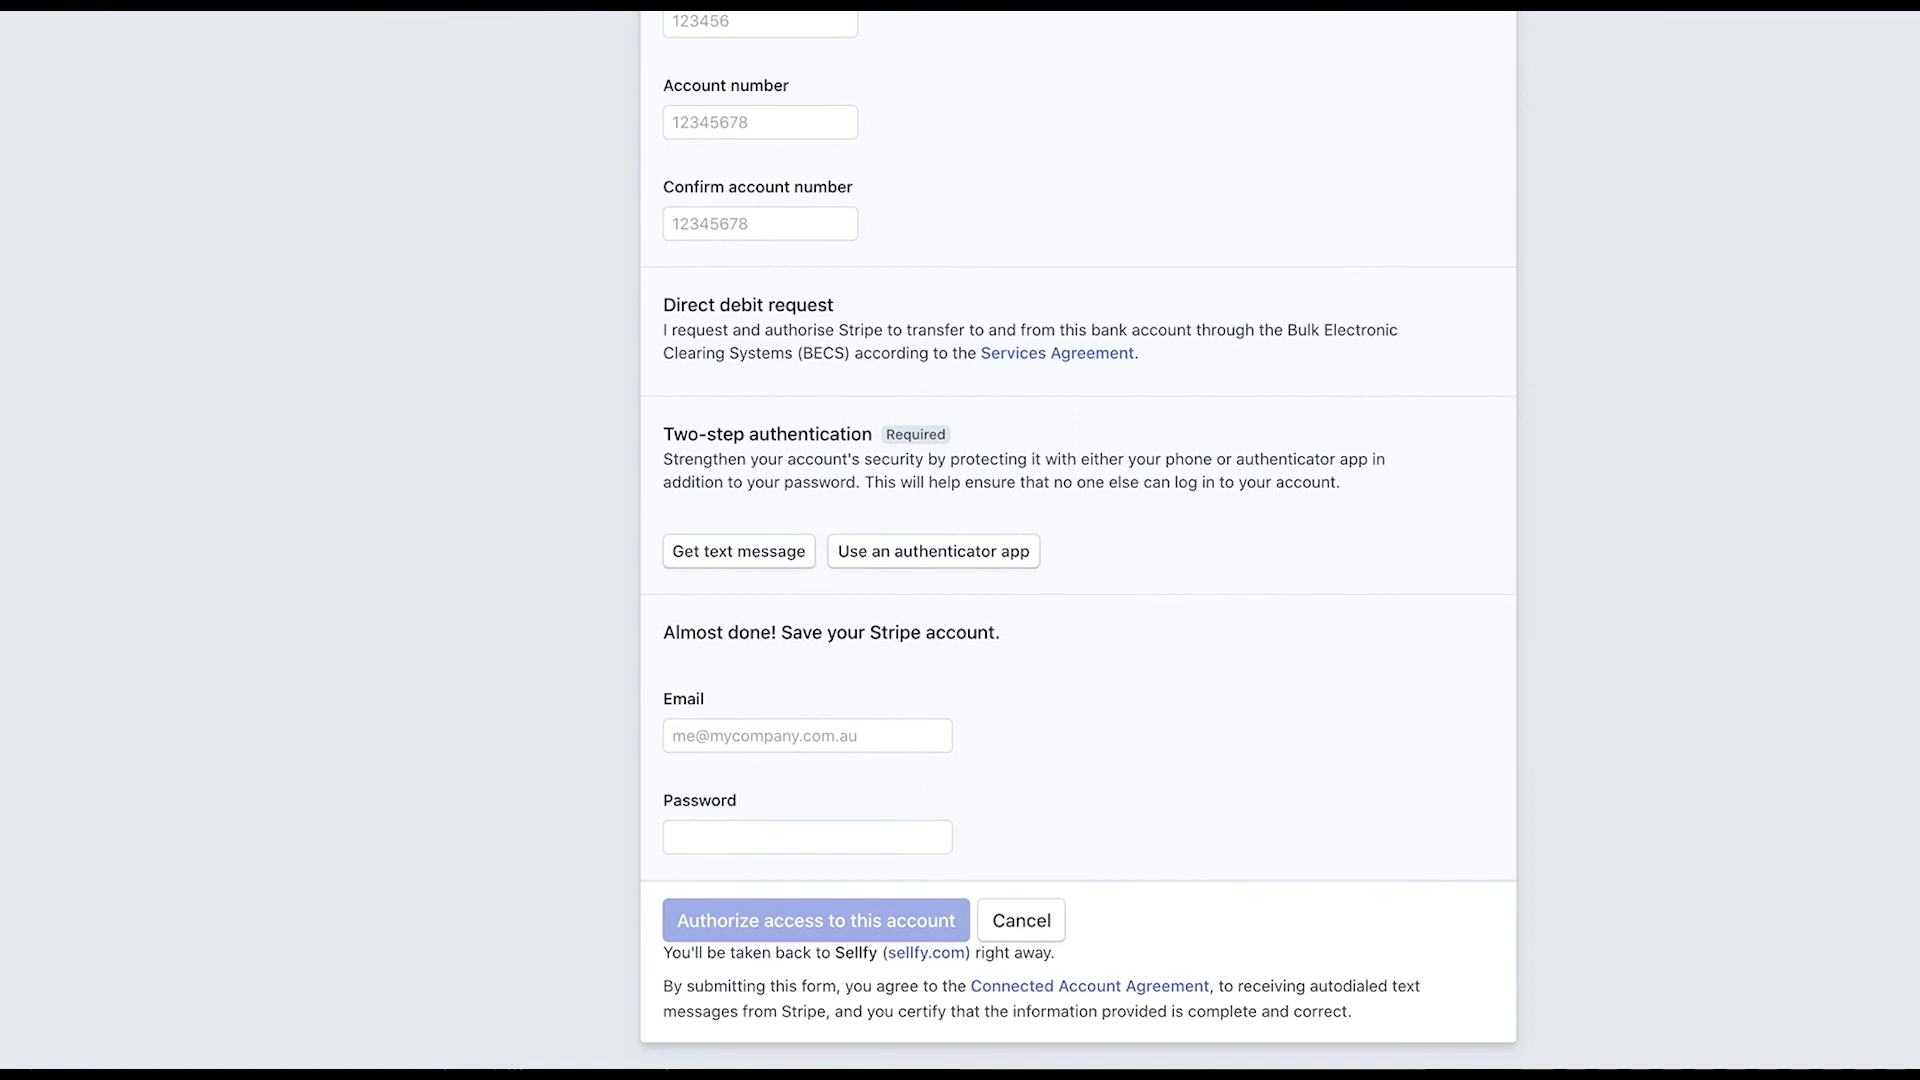 123456
Account number
12345678
Confirm account number
12345678
Direct debit request
I request and authorise Stripe to transfer to and from this bank account through the Bulk Electronic
Clearing Systems (BECS) according to the Services Agreement.
Two-step authentication Required
Strengthen your account's security by protecting it with either your phone or authenticator app in
addition to your password. This will help ensure that no one else can log in to your account.
Get text message Use an authenticator app
Almost done! Save your Stripe account.
Email
me@mycompany.com.au
Password
Authorize access to this account Cancel
You'll be taken back to Sellfy (sellfy.com) right away.
By submitting this form, you agree to the Connected Account Agreement, to receiving autodialed text
messages from Stripe, and you certify that the information provided is complete and correct.